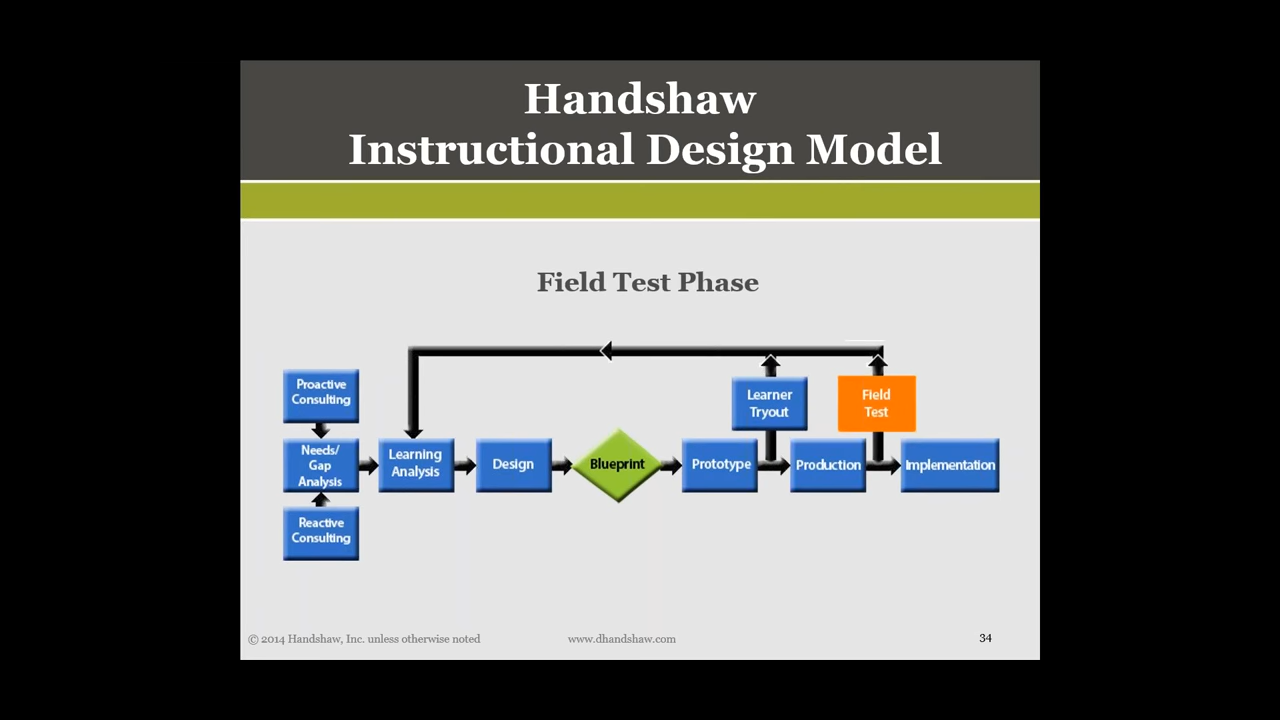 Handshaw
Instructional Design Model
Field Test Phase
Proactive
Consulting
Needs/
Gap
Analysis
Reactive
Consulting
Learning
Analysis
Design
Blueprint
Prototype
Learner
Tryout
Production
Field
Test
Implementation
© 2014 Handshaw, Inc. unless otherwise noted
www.dhandshaw.com
34